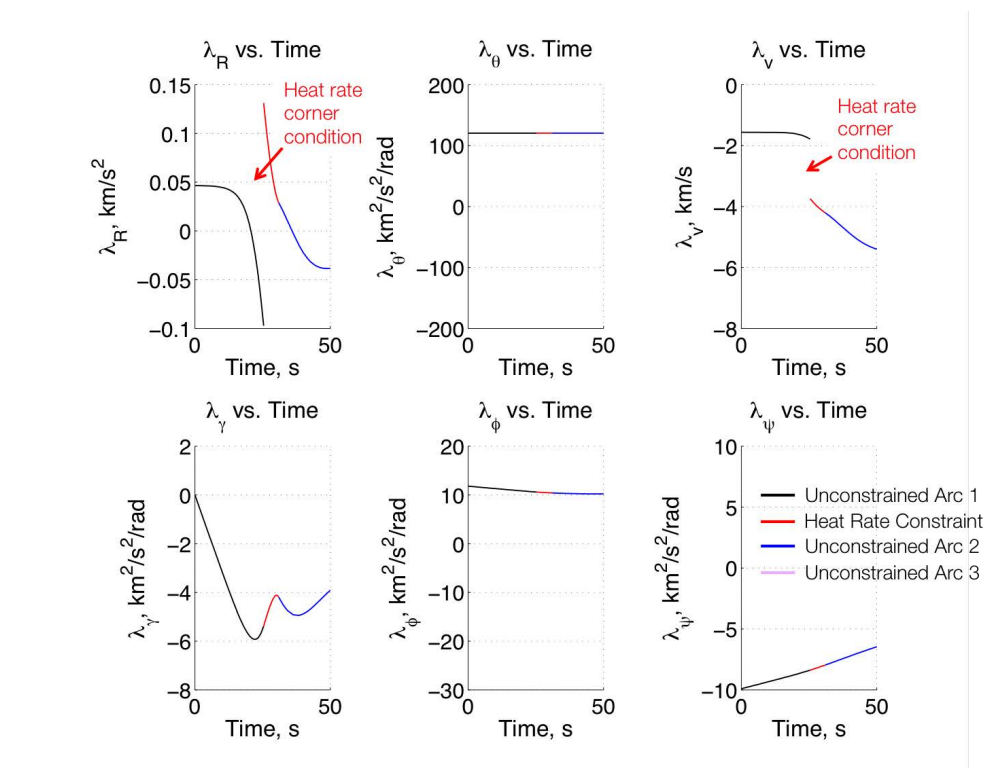 λR vs. Time
0.15
0.1
0.05
0
−0.05
−0.1
λR, km/s²
0
50
Time, s
Heat rate
corner
condition
λθ vs. Time
200
100
0
−100
−200
λθ, km²/s²/rad
0
50
Time, s
λv vs. Time
0
−2
−4
−6
−8
λv, km/s
0
50
Time, s
Heat rate
corner
condition
λγ vs. Time
2
0
−2
−4
−6
−8
λγ, km²/s²/rad
0
50
Time, s
λϕ vs. Time
20
10
0
−10
−20
−30
λϕ, km²/s²/rad
0
50
Time, s
λψ vs. Time
10
5
0
−5
−10
λψ, km²/s²/rad
0
50
Time, s
Unconstrained Arc 1
Heat Rate Constraint
Unconstrained Arc 2
Unconstrained Arc 3